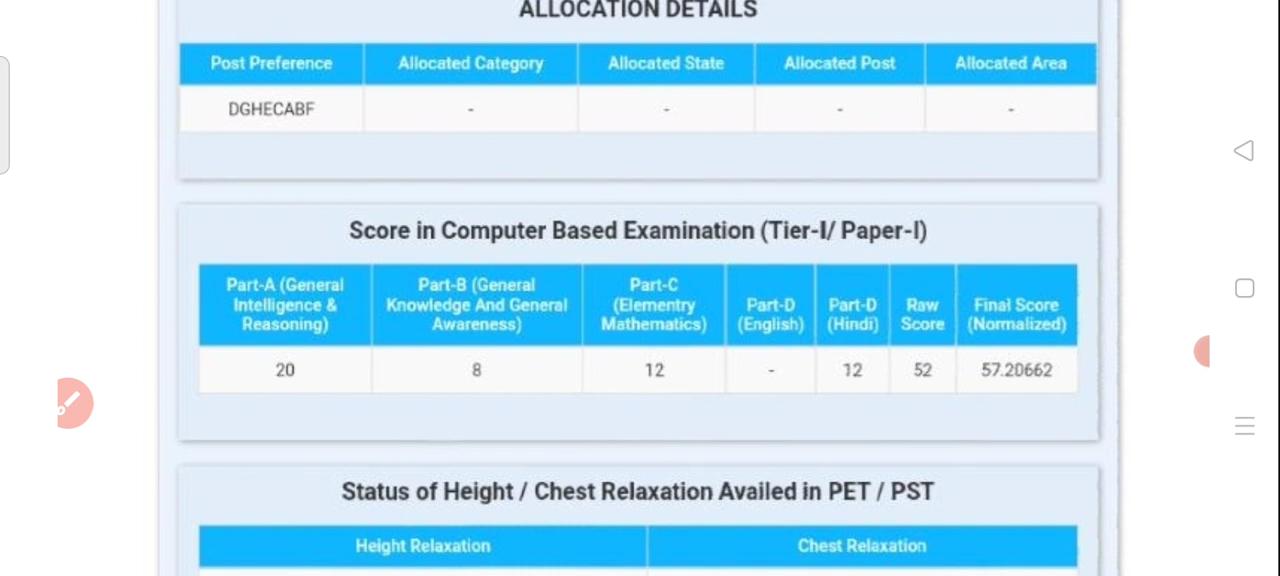 ALLOCATION DETAILS
Post Preference Allocated Category Allocated State Allocated Post Allocated Area
DGHECABF - - - -
Score in Computer Based Examination (Tier-I/ Paper-I)
Part-A (General Intelligence & Reasoning) Part-B (General Knowledge And General Awareness) Part-C (Elementry Mathematics) Part-D (English) Part-D (Hindi) Raw Score Final Score (Normalized)
20 8 12 - 12 52 57.20662
Status of Height / Chest Relaxation Availed in PET / PST
Height Relaxation Chest Relaxation